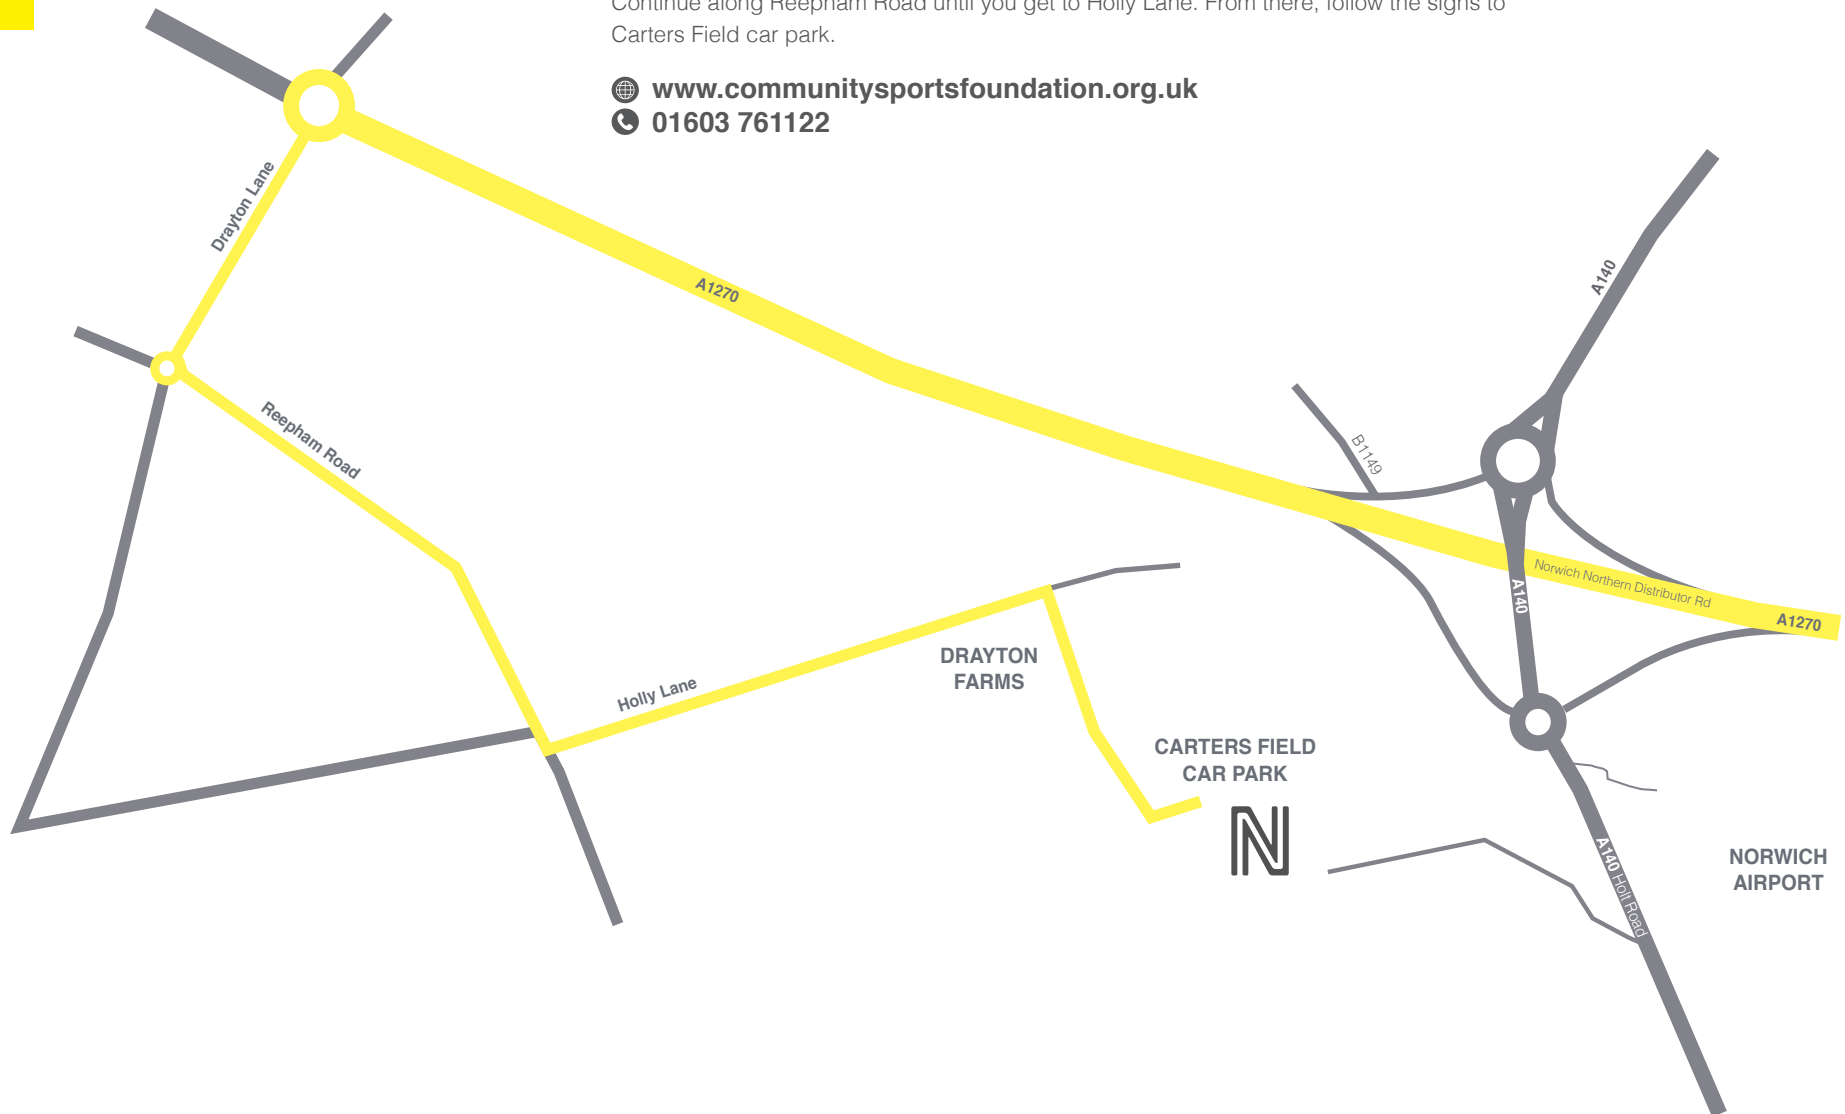 Continue along Reepham Road until you get to Holly Lane. From there, follow the signs to
Carters Field car park.
www.communitysportsfoundation.org.uk
01603 761122
Drayton Lane
A1270
A140
Reepham Road
B1149
Norwich Northern Distributor Rd
A140
A1270
DRAYTON
FARMS
Holly Lane
CARTERS FIELD
CAR PARK
N
A140 Holt Road
NORWICH
AIRPORT